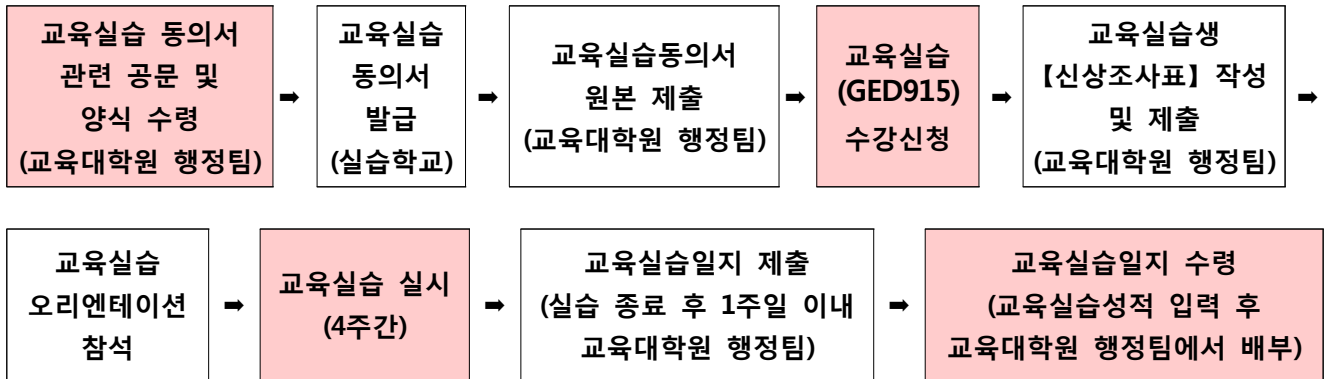 교육실습 동의서
관련 공문 및
양식 수령
(교육대학원 행정팀)
➡
교육실습
동의서
발급
(실습학교)
➡
교육실습동의서
원본 제출
(교육대학원 행정팀)
➡
교육실습
(GED915)
수강신청
➡
교육실습생
【신상조사표】 작성
및 제출
(교육대학원 행정팀)
➡
교육실습
오리엔테이션
참석
➡
교육실습 실시
(4주간)
➡
교육실습일지 제출
(실습 종료 후 1주일 이내
교육대학원 행정팀)
➡
교육실습일지 수령
(교육실습성적 입력 후
교육대학원 행정팀에서 배부)